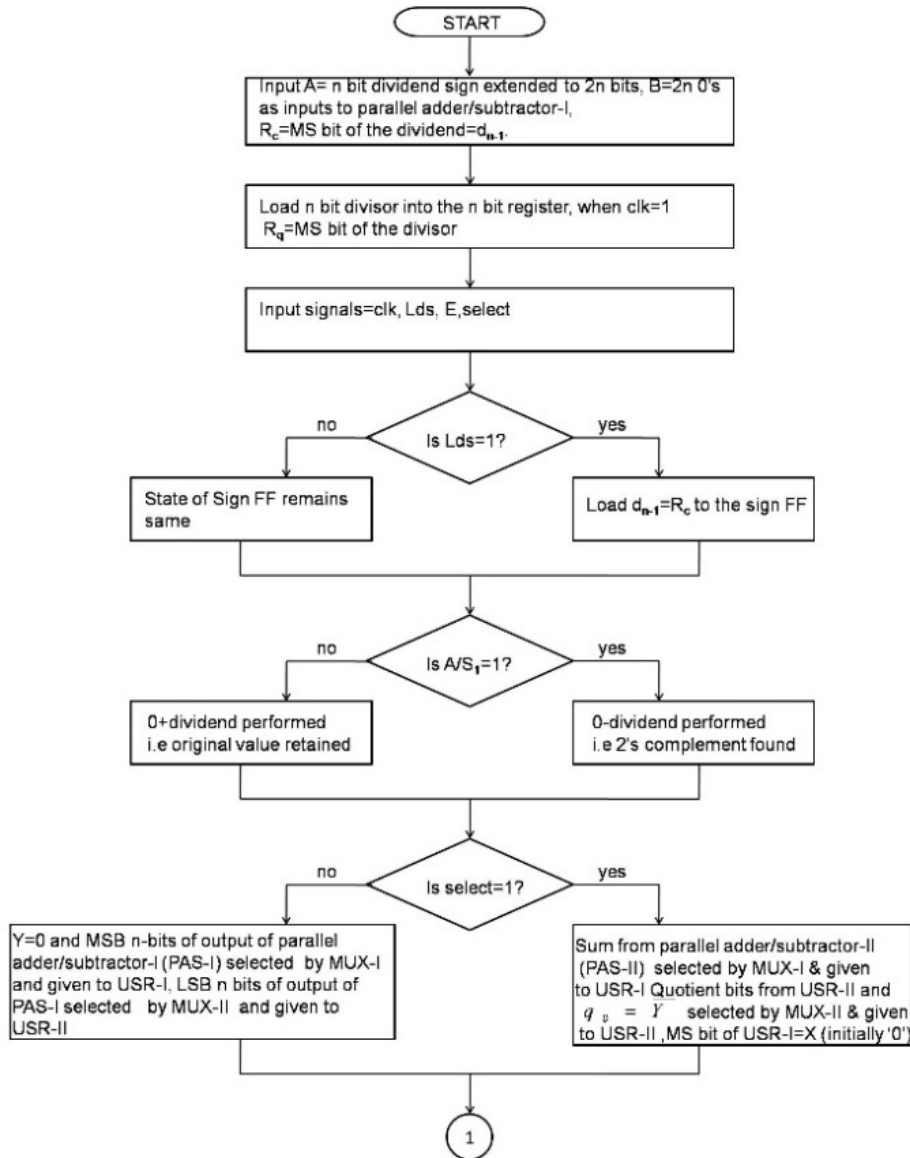 START
Input A= n bit dividend sign extended to 2n bits, B=2n 0's
as inputs to parallel adder/subtractor-I,
R_c=MS bit of the dividend=d_n-1.
Load n bit divisor into the n bit register, when clk=1
R_q=MS bit of the divisor
Input signals=clk, Lds, E,select
Is Lds=1?
no
yes
State of Sign FF remains
same
Load d_n-1=R_c to the sign FF
Is A/S_1=1?
no
yes
0+dividend performed
i.e original value retained
0-dividend performed
i.e 2's complement found
Is select=1?
no
yes
Y=0 and MSB n-bits of output of parallel
adder/subtractor-I (PAS-I) selected by MUX-I
and given to USR-I, LSB n bits of output of
PAS-I selected by MUX-II and given to
USR-II
Sum from parallel adder/subtractor-II
(PAS-II) selected by MUX-I & given
to USR-I Quotient bits from USR-II and
q_0 = Y̅ selected by MUX-II & given
to USR-II ,MS bit of USR-I=X (initially '0')
1